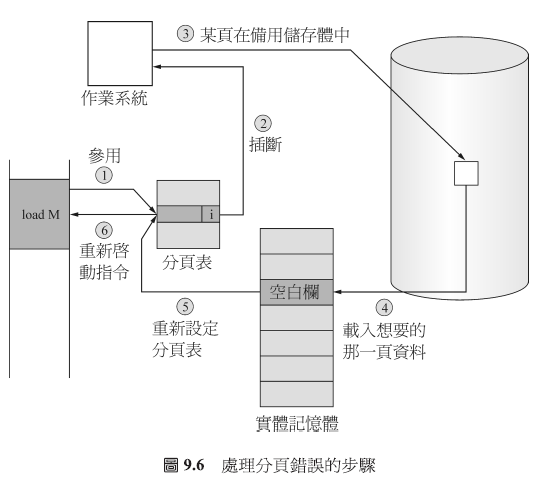 ③ 某頁在備用儲存體中
作業系統
② 
插斷
參用
①
load M
i
⑥
重新啓
動指令
分頁表
空白欄
⑤
重新設定
分頁表
④
載入想要的
那一頁資料
實體記憶體
圖 9.6 處理分頁錯誤的步驟